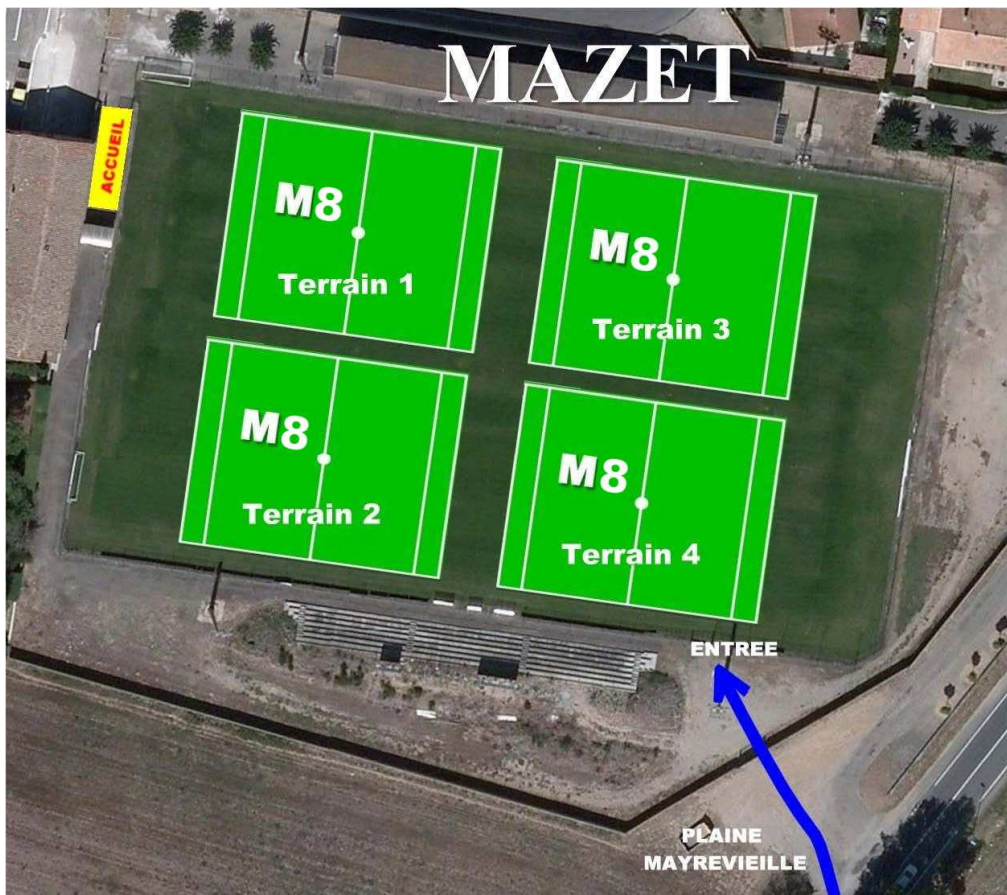 MAZET
ACCUEIL
M8
Terrain 1
M8
Terrain 3
M8
Terrain 2
M8
Terrain 4
ENTREE
PLAINE
MAYREVIEILLE